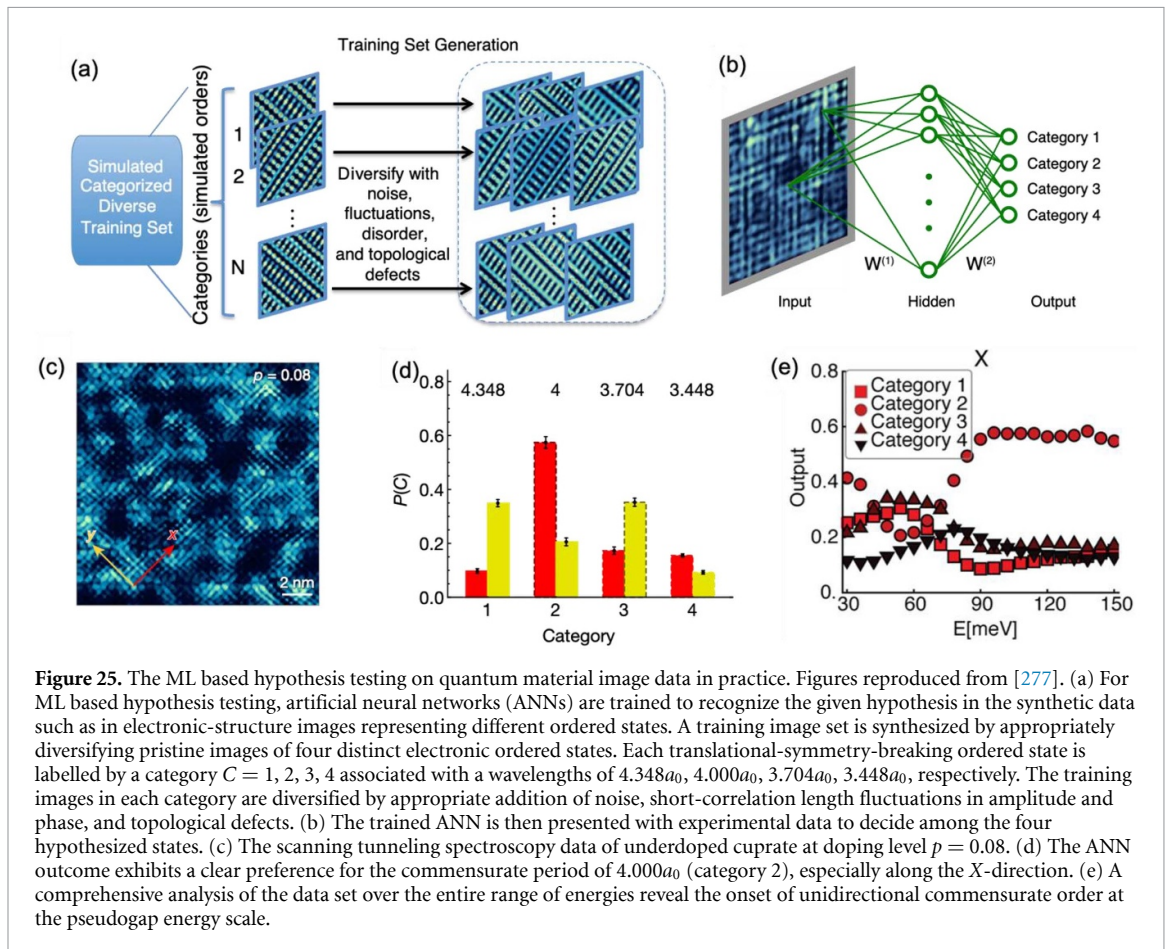 Training Set Generation
(a)
Simulated
Categorized
Diverse
Training Set
Categories (simulated orders)
1
2
⋮
N
Diversify with
noise,
fluctuations,
disorder,
and topological
defects
⋮
(b)
Category 1
Category 2
Category 3
Category 4
W(1)
W(2)
Input
Hidden
Output
(c)
p = 0.08
y
x
2 nm
(d)
4.348 4 3.704 3.448
P(C)
0.8
0.6
0.4
0.2
0.0
1 2 3 4
Category
(e)
X
Category 1
Category 2
Category 3
Category 4
Output
0.8
0.6
0.4
0.2
0.
30 60 90 120 150
E[meV]
Figure 25. The ML based hypothesis testing on quantum material image data in practice. Figures reproduced from [277]. (a) For
ML based hypothesis testing, artificial neural networks (ANNs) are trained to recognize the given hypothesis in the synthetic data
such as in electronic-structure images representing different ordered states. A training image set is synthesized by appropriately
diversifying pristine images of four distinct electronic ordered states. Each translational-symmetry-breaking ordered state is
labelled by a category C = 1, 2, 3, 4 associated with a wavelengths of 4.348a₀, 4.000a₀, 3.704a₀, 3.448a₀, respectively. The training
images in each category are diversified by appropriate addition of noise, short-correlation length fluctuations in amplitude and
phase, and topological defects. (b) The trained ANN is then presented with experimental data to decide among the four
hypothesized states. (c) The scanning tunneling spectroscopy data of underdoped cuprate at doping level p = 0.08. (d) The ANN
outcome exhibits a clear preference for the commensurate period of 4.000a₀ (category 2), especially along the X-direction. (e) A
comprehensive analysis of the data set over the entire range of energies reveal the onset of unidirectional commensurate order at
the pseudogap energy scale.